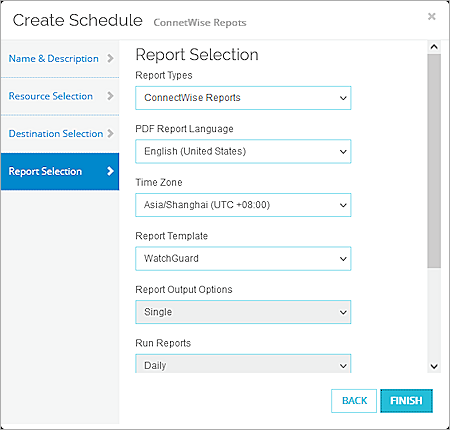 Create Schedule ConnetWise Repots ×
Name & Description
Resource Selection
Destination Selection
Report Selection
Report Selection
Report Types
ConnectWise Reports
PDF Report Language
English (United States)
Time Zone
Asia/Shanghai (UTC +08:00)
Report Template
WatchGuard
Report Output Options
Single
Run Reports
Daily
BACK FINISH